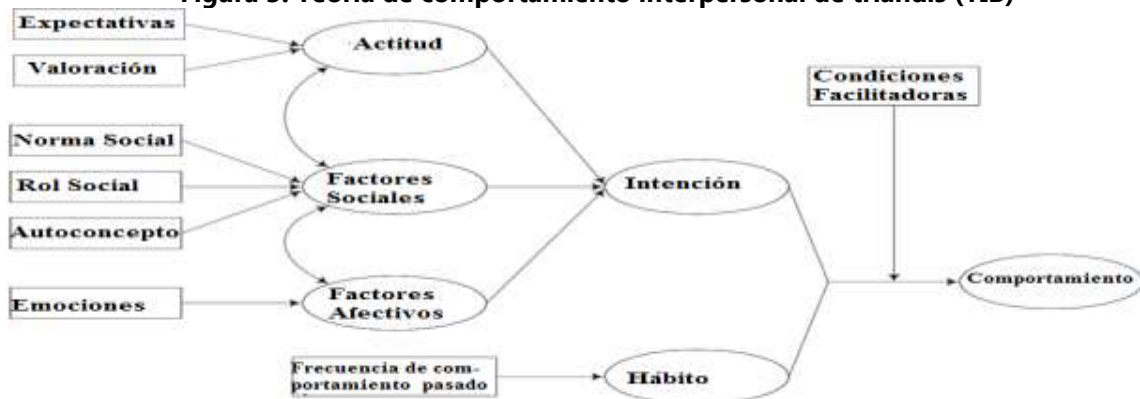 Figura 3. Teoría de comportamiento interpersonal de triandis (TIB)
Expectativas
Valoración
Actitud
Condiciones
Facilitadoras
Norma Social
Rol Social
Autoconcepto
Factores
Sociales
Intención
Emociones
Factores
Afectivos
Comportamiento
Frecuencia de com-
portamiento pasado
Hábito